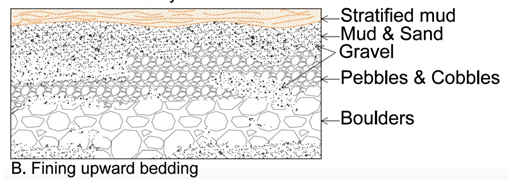 Stratified mud
Mud & Sand
Gravel
Pebbles & Cobbles
Boulders
B. Fining upward bedding